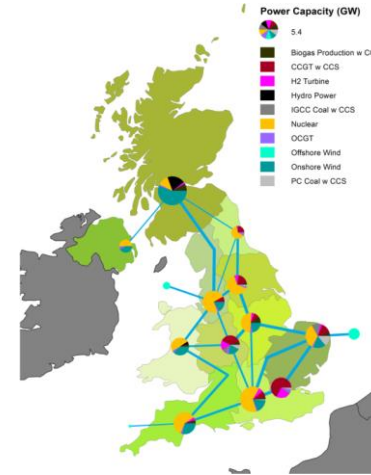 Power Capacity (GW)
5.4
Biogas Production w C
CCGT w CCS
H2 Turbine
Hydro Power
IGCC Coal w CCS
Nuclear
OCGT
Offshore Wind
Onshore Wind
PC Coal w CCS